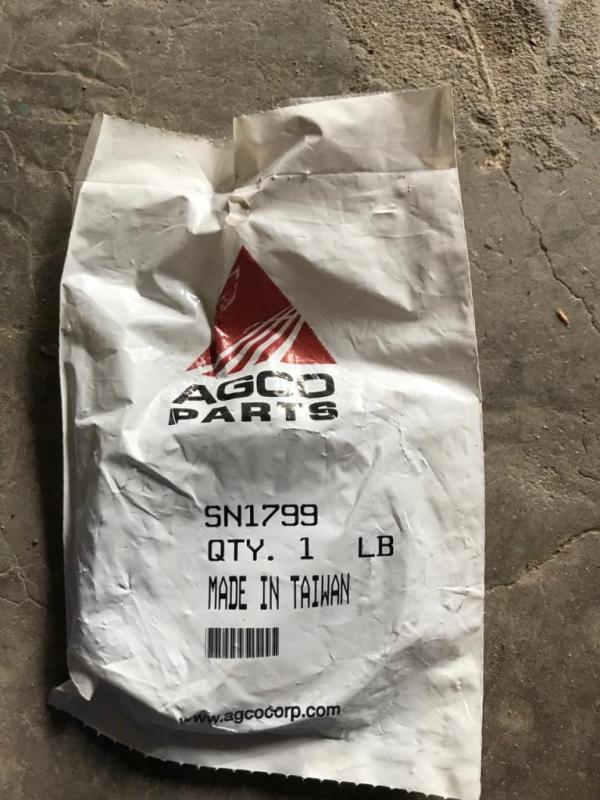 AGCO
PARTS
SN1799
QTY. 1 LB
MADE IN TAIWAN
www.agcocorp.com